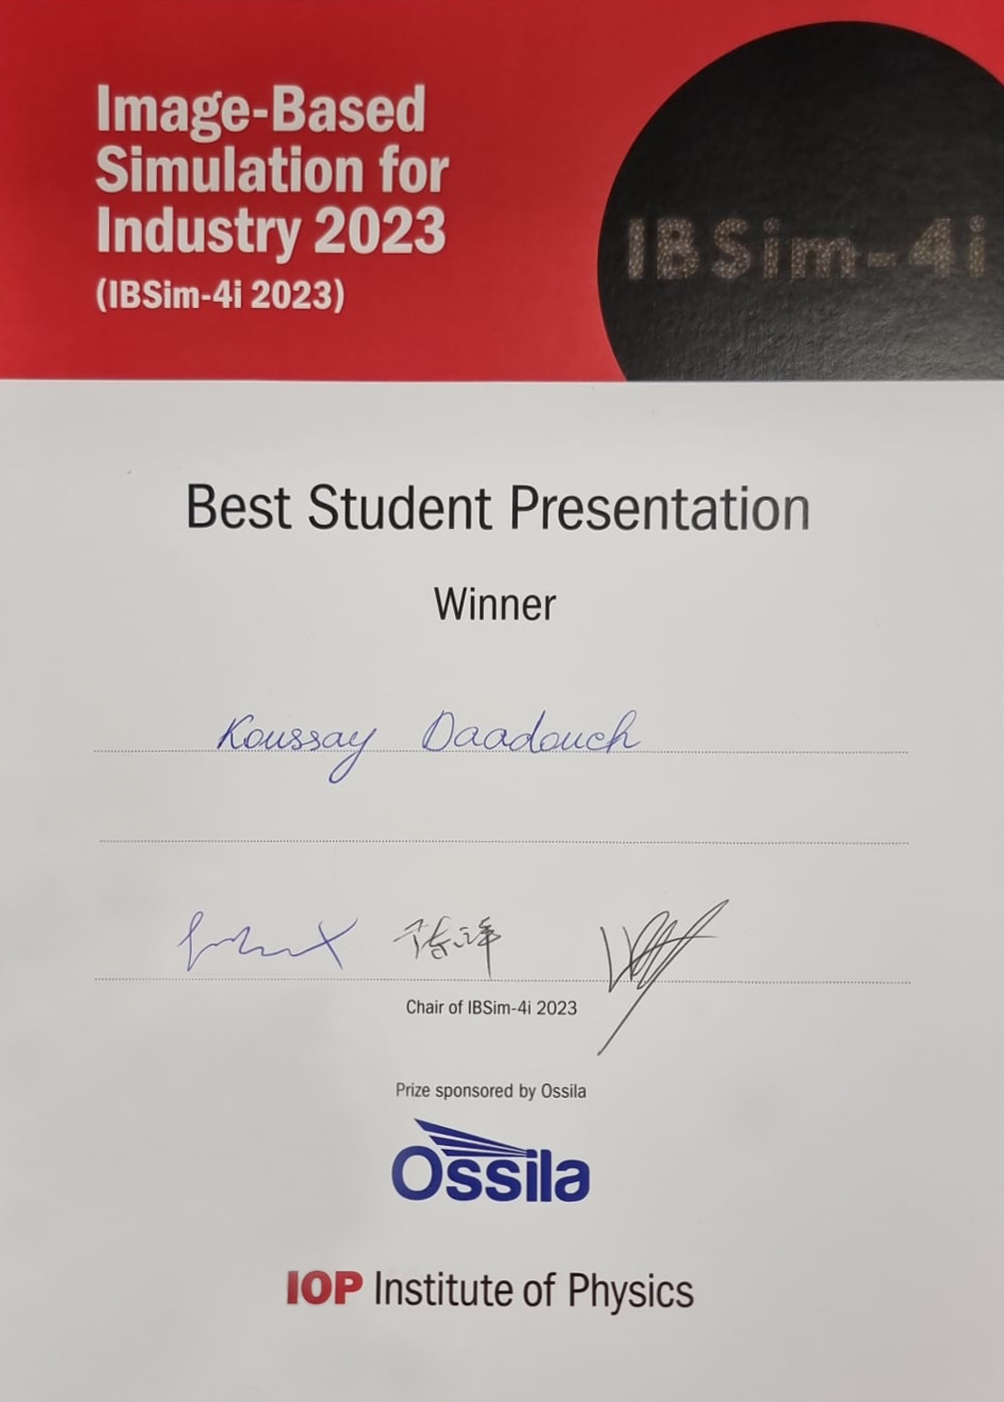 Image-Based
Simulation for
Industry 2023
(IBSim-4i 2023)
IBSim-4i
Best Student Presentation
Winner
Koussay Daadouch
Chair of IBSim-4i 2023
Prize sponsored by Ossila
Ossila
IOP Institute of Physics